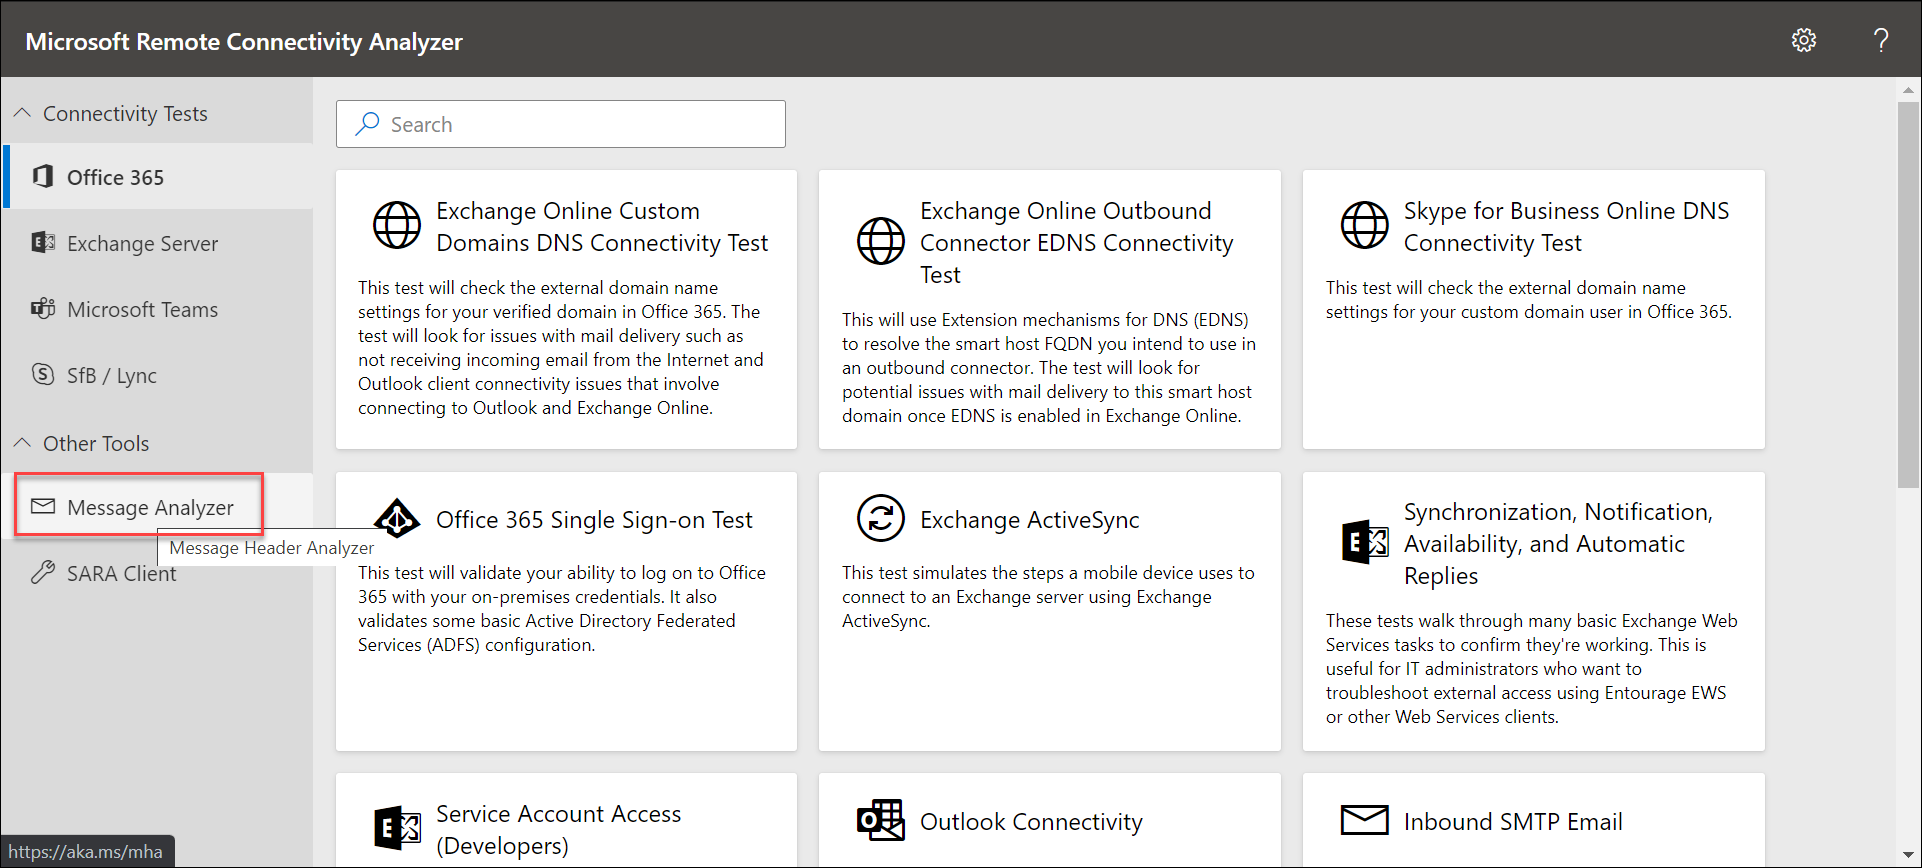 Microsoft Remote Connectivity Analyzer
?
Connectivity Tests
Office 365
Exchange Server
Microsoft Teams
SfB / Lync
Other Tools
Message Analyzer
Message Header Analyzer
SARA Client
https://aka.ms/mha
Search
Exchange Online Custom
Domains DNS Connectivity Test
This test will check the external domain name
settings for your verified domain in Office 365. The
test will look for issues with mail delivery such as
not receiving incoming email from the Internet and
Outlook client connectivity issues that involve
connecting to Outlook and Exchange Online.
Exchange Online Outbound
Connector EDNS Connectivity
Test
This will use Extension mechanisms for DNS (EDNS)
to resolve the smart host FQDN you intend to use in
an outbound connector. The test will look for
potential issues with mail delivery to this smart host
domain once EDNS is enabled in Exchange Online.
Skype for Business Online DNS
Connectivity Test
This test will check the external domain name
settings for your custom domain user in Office 365.
Office 365 Single Sign-on Test
This test will validate your ability to log on to Office
365 with your on-premises credentials. It also
validates some basic Active Directory Federated
Services (ADFS) configuration.
Exchange ActiveSync
This test simulates the steps a mobile device uses to
connect to an Exchange server using Exchange
ActiveSync.
Synchronization, Notification,
Availability, and Automatic
Replies
These tests walk through many basic Exchange Web
Services tasks to confirm they're working. This is
useful for IT administrators who want to
troubleshoot external access using Entourage EWS
or other Web Services clients.
Service Account Access
(Developers)
Outlook Connectivity
Inbound SMTP Email